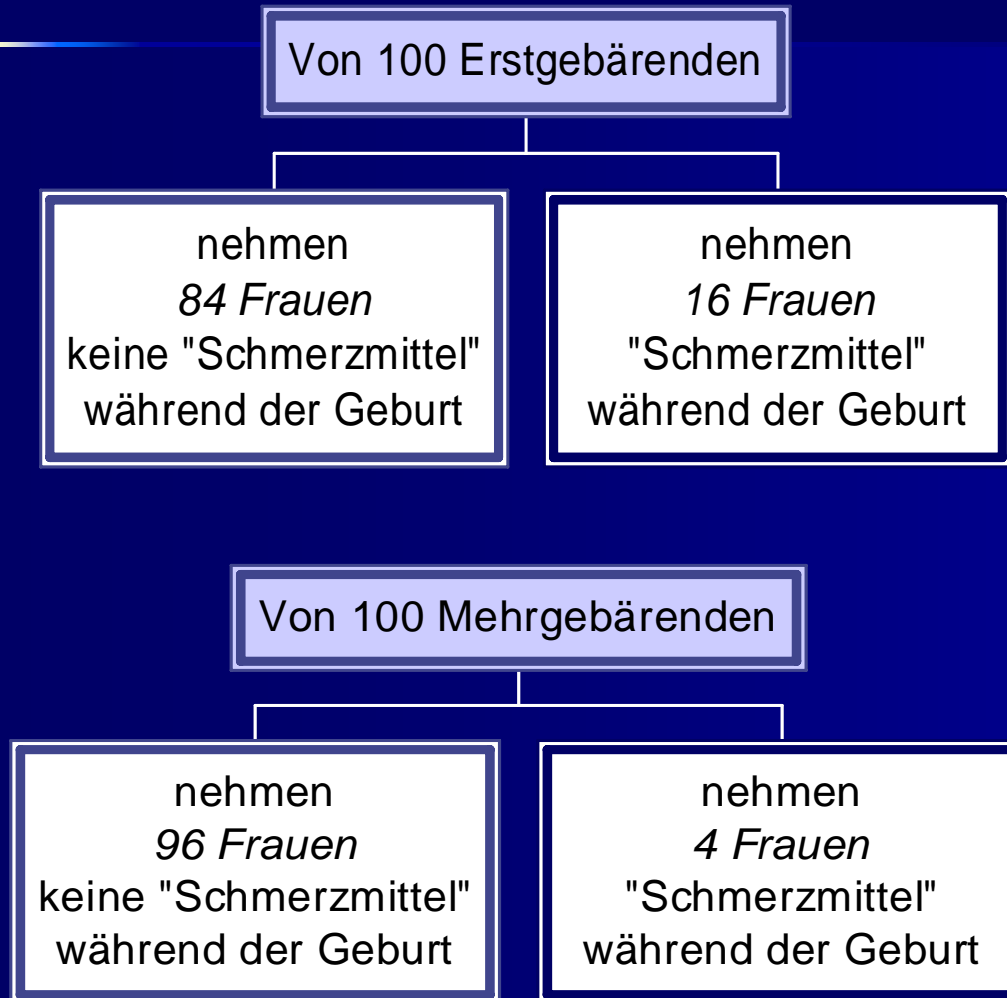 Von 100 Erstgebärenden
nehmen
84 Frauen
keine "Schmerzmittel"
während der Geburt
nehmen
16 Frauen
"Schmerzmittel"
während der Geburt
Von 100 Mehrgebärenden
nehmen
96 Frauen
keine "Schmerzmittel"
während der Geburt
nehmen
4 Frauen
"Schmerzmittel"
während der Geburt